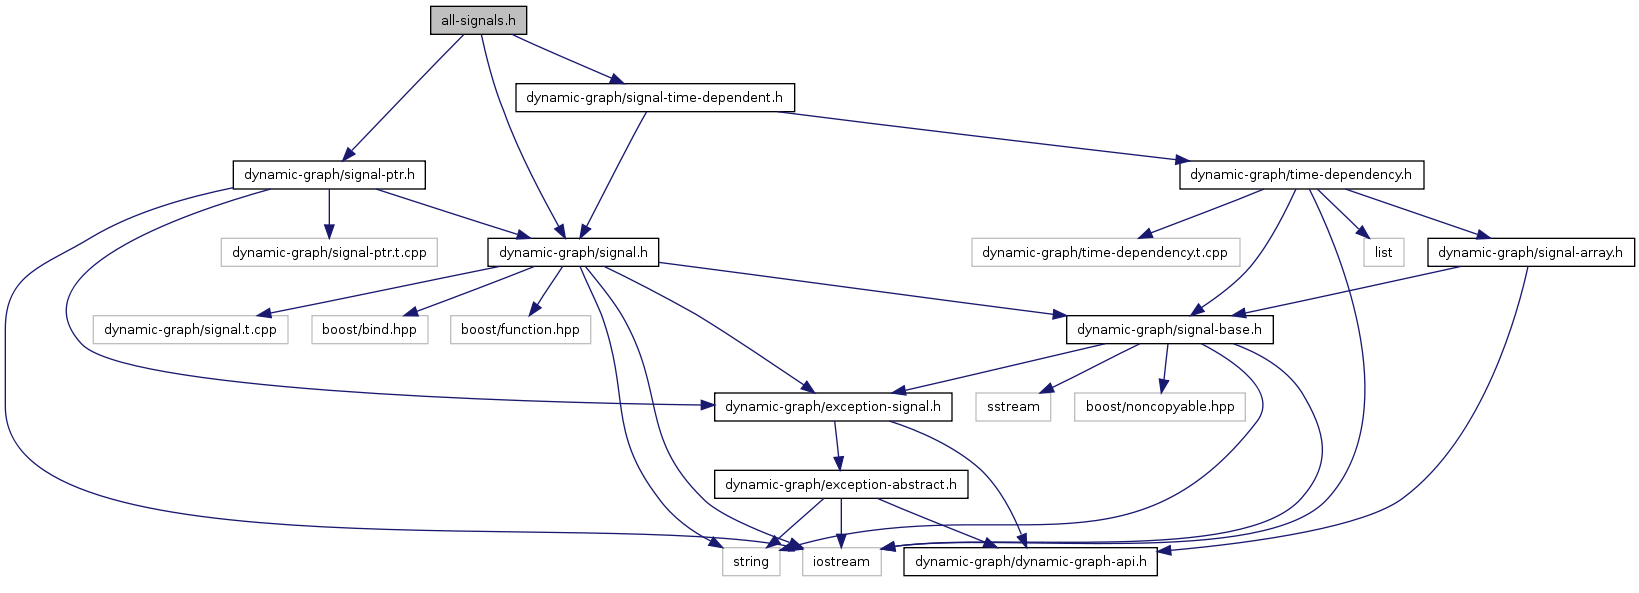 all-signals.h
dynamic-graph/signal-time-dependent.h
dynamic-graph/signal-ptr.h
dynamic-graph/time-dependency.h
dynamic-graph/signal-ptr.t.cpp
dynamic-graph/signal.h
dynamic-graph/time-dependency.t.cpp
list
dynamic-graph/signal-array.h
dynamic-graph/signal.t.cpp
boost/bind.hpp
boost/function.hpp
dynamic-graph/signal-base.h
dynamic-graph/exception-signal.h
sstream
boost/noncopyable.hpp
dynamic-graph/exception-abstract.h
string
iostream
dynamic-graph/dynamic-graph-api.h